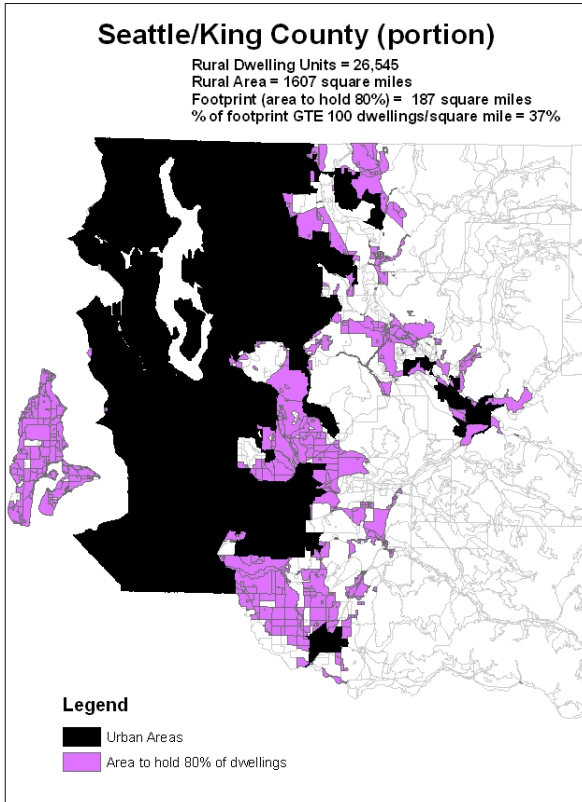 Seattle/King County (portion)
Rural Dwelling Units = 26,545
Rural Area = 1607 square miles
Footprint (area to hold 80%) = 187 square miles
% of footprint GTE 100 dwellings/square mile = 37%
Legend
Urban Areas
Area to hold 80% of dwellings